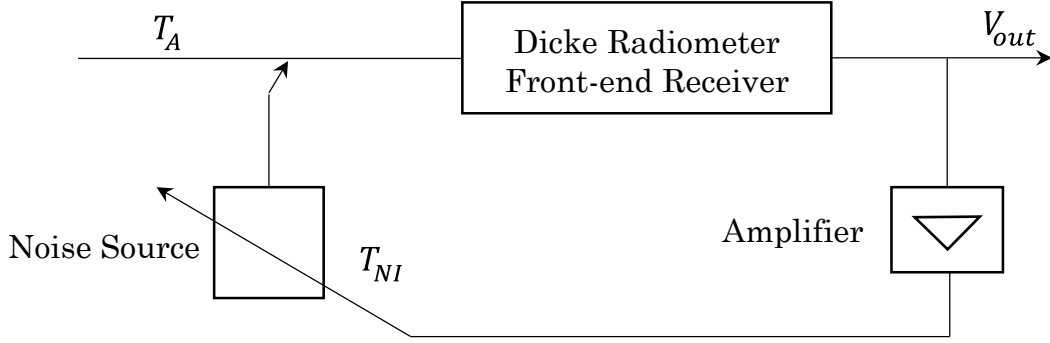 T_A
Dicke Radiometer
Front-end Receiver
V_out
Noise Source
T_NI
Amplifier